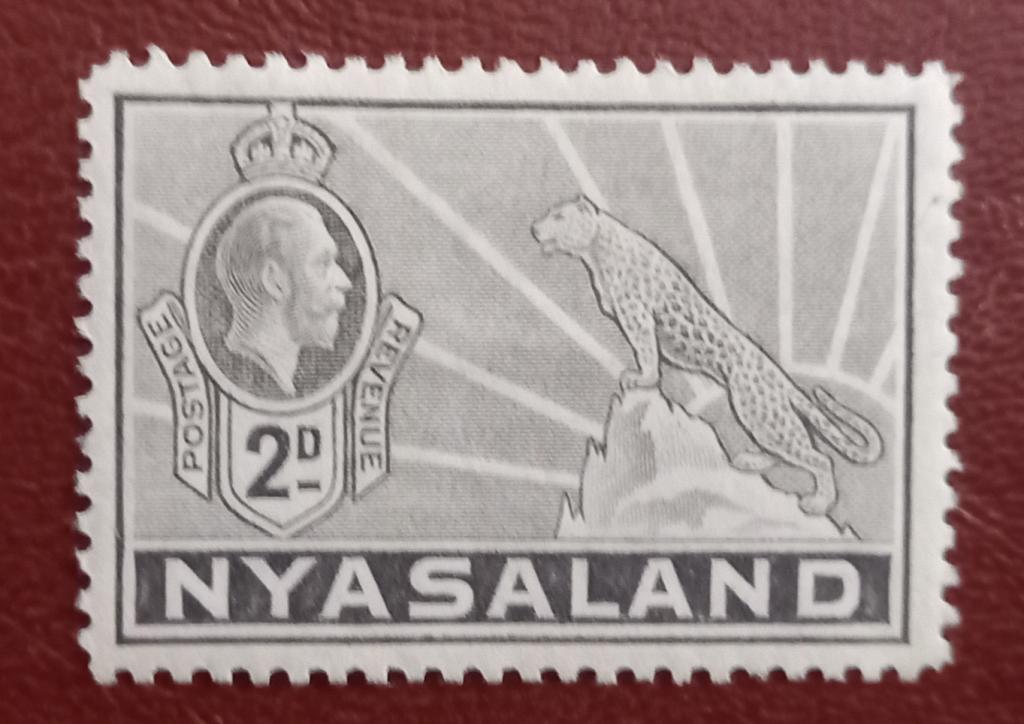 POSTAGE
REVENUE
2D
NYASALAND